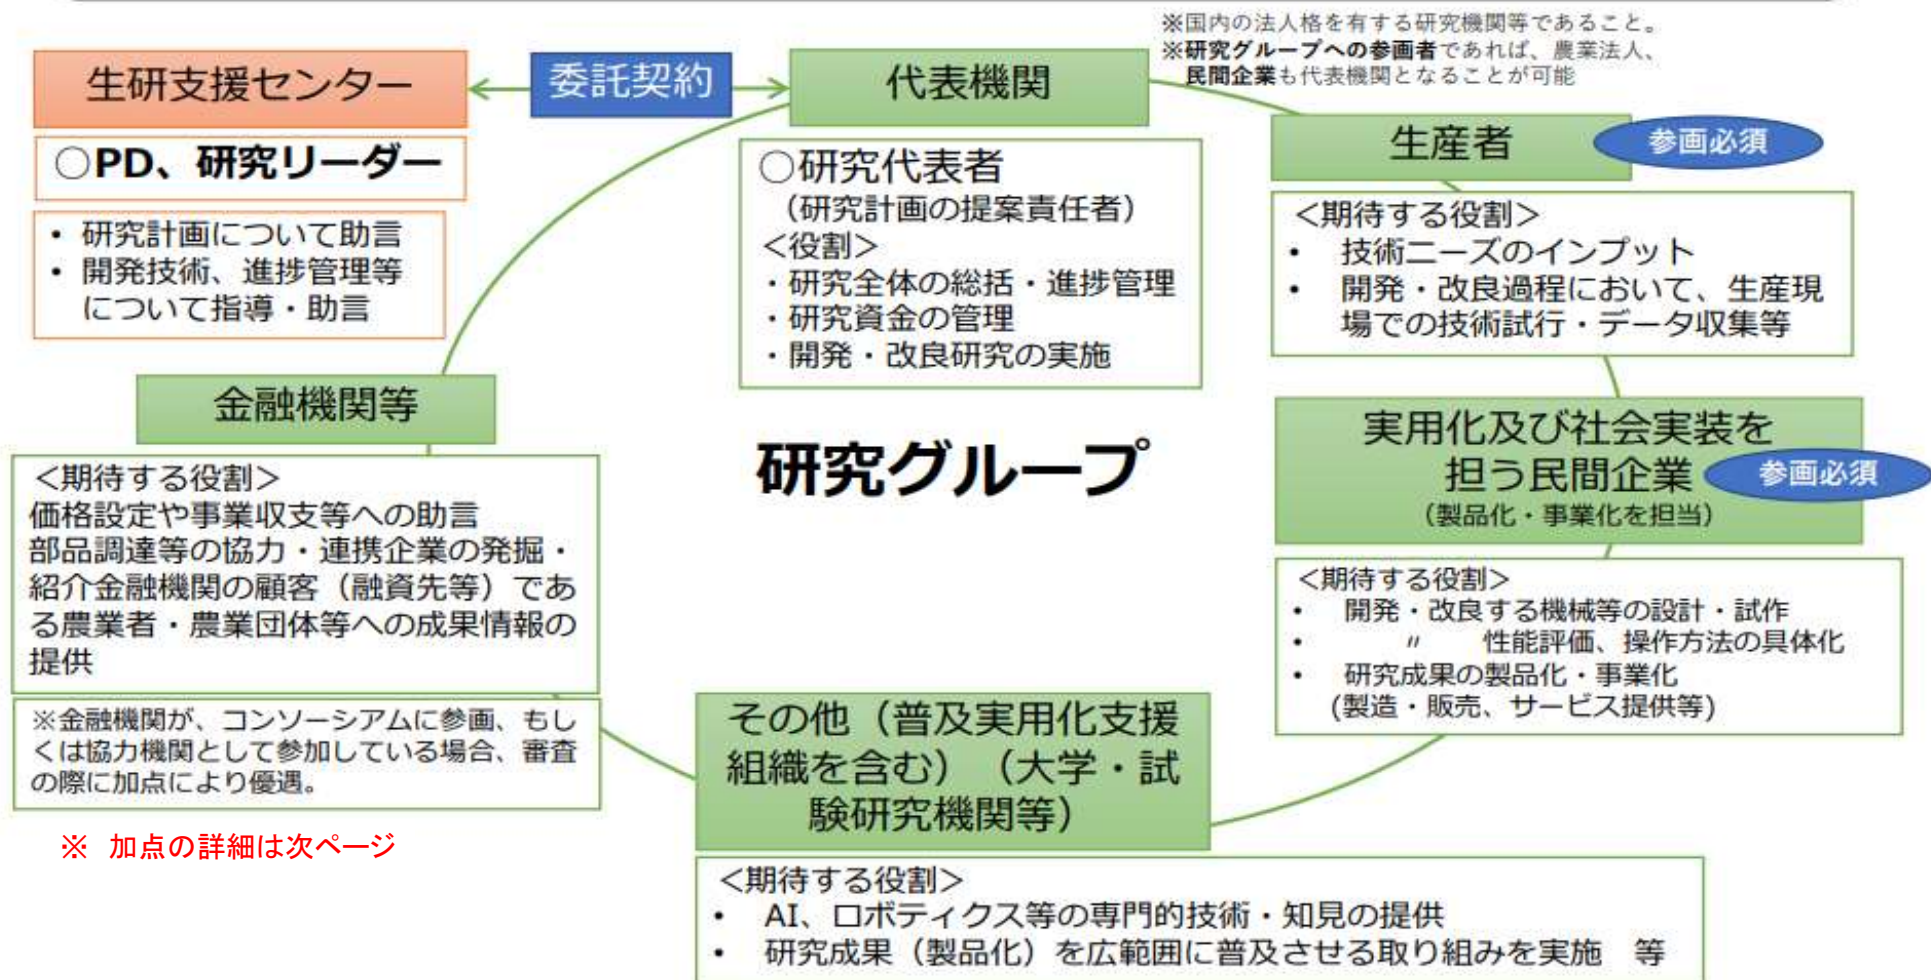 ※国内の法人格を有する研究機関等であること。
※研究グループへの参画者であれば、農業法人、
民間企業も代表機関となることが可能
生研支援センター
委託契約
代表機関
○PD、研究リーダー
・ 研究計画について助言
・ 開発技術、進捗管理等
について指導・助言
○研究代表者
（研究計画の提案責任者）
＜役割＞
・研究全体の総括・進捗管理
・研究資金の管理
・開発・改良研究の実施
生産者
参画必須
＜期待する役割＞
・ 技術ニーズのインプット
・ 開発・改良過程において、生産現
場での技術試行・データ収集等
金融機関等
＜期待する役割＞
価格設定や事業収支等への助言
部品調達等の協力・連携企業の発掘・
紹介金融機関の顧客（融資先等）であ
る農業者・農業団体等への成果情報の
提供
※金融機関が、コンソーシアムに参画、もし
くは協力機関として参加している場合、審査
の際に加点により優遇。
※ 加点の詳細は次ページ
研究グループ
実用化及び社会実装を
担う民間企業
（製品化・事業化を担当）
参画必須
＜期待する役割＞
・ 開発・改良する機械等の設計・試作
・ 〃 性能評価、操作方法の具体化
・ 研究成果の製品化・事業化
(製造・販売、サービス提供等)
その他（普及実用化支援
組織を含む）（大学・試
験研究機関等）
＜期待する役割＞
・ AI、ロボティクス等の専門的技術・知見の提供
・ 研究成果（製品化）を広範囲に普及させる取り組みを実施 等